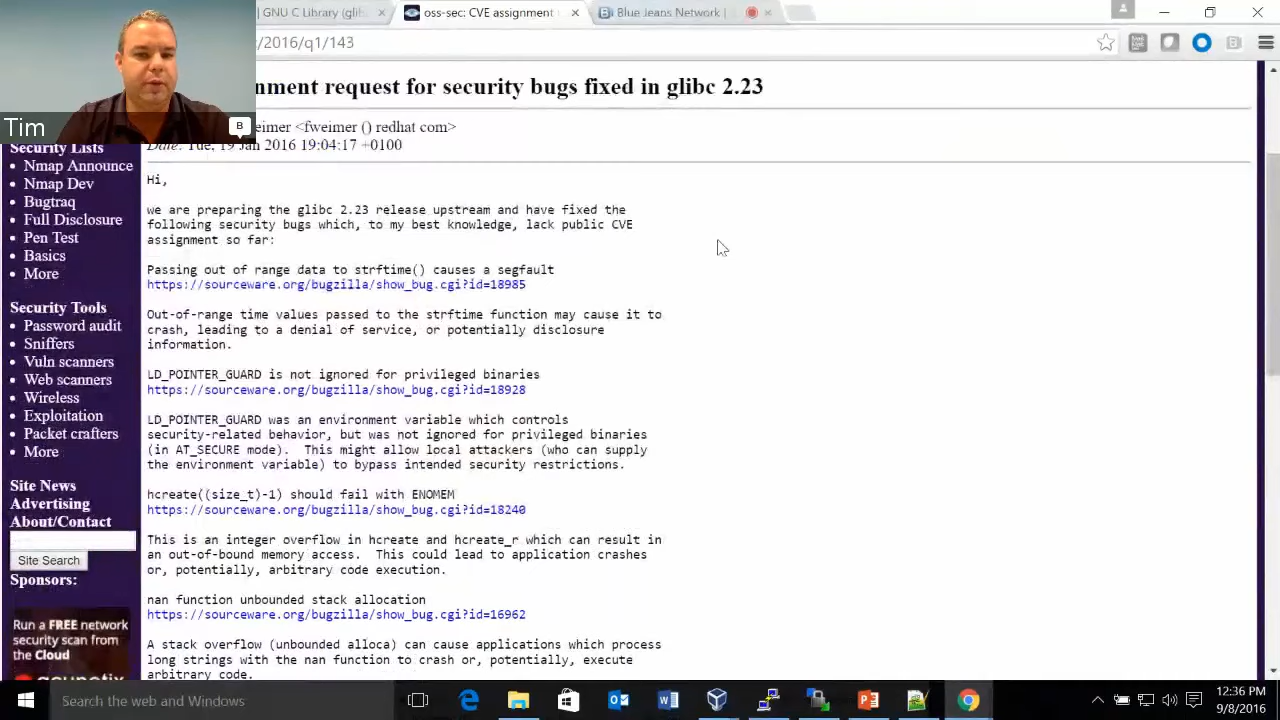 | GNU C Library (glib
oss-sec: CVE assignment
Blue Jeans Network |
/2016/q1/143
Tim
B
nment request for security bugs fixed in glibc 2.23
eimer <fweimer () redhat com>
Date: Tue, 19 Jan 2016 19:04:17 +0100
Security Lists
Nmap Announce
Nmap Dev
Bugtraq
Full Disclosure
Pen Test
Basics
More
Security Tools
Password audit
Sniffers
Vuln scanners
Web scanners
Wireless
Exploitation
Packet crafters
More
Site News
Advertising
About/Contact
Site Search
Sponsors:
Run a FREE network
security scan from
the Cloud
Hi,
we are preparing the glibc 2.23 release upstream and have fixed the
following security bugs which, to my best knowledge, lack public CVE
assignment so far:
Passing out of range data to strftime() causes a segfault
https://sourceware.org/bugzilla/show_bug.cgi?id=18985
Out-of-range time values passed to the strftime function may cause it to
crash, leading to a denial of service, or potentially disclosure
information.
LD_POINTER_GUARD is not ignored for privileged binaries
https://sourceware.org/bugzilla/show_bug.cgi?id=18928
LD_POINTER_GUARD was an environment variable which controls
security-related behavior, but was not ignored for privileged binaries
(in AT_SECURE mode).  This might allow local attackers (who can supply
the environment variable) to bypass intended security restrictions.
hcreate((size_t)-1) should fail with ENOMEM
https://sourceware.org/bugzilla/show_bug.cgi?id=18240
This is an integer overflow in hcreate and hcreate_r which can result in
an out-of-bound memory access.  This could lead to application crashes
or, potentially, arbitrary code execution.
nan function unbounded stack allocation
https://sourceware.org/bugzilla/show_bug.cgi?id=16962
A stack overflow (unbounded alloca) can cause applications which process
long strings with the nan function to crash or, potentially, execute
arbitrary code.
Search the web and Windows
12:36 PM
9/8/2016